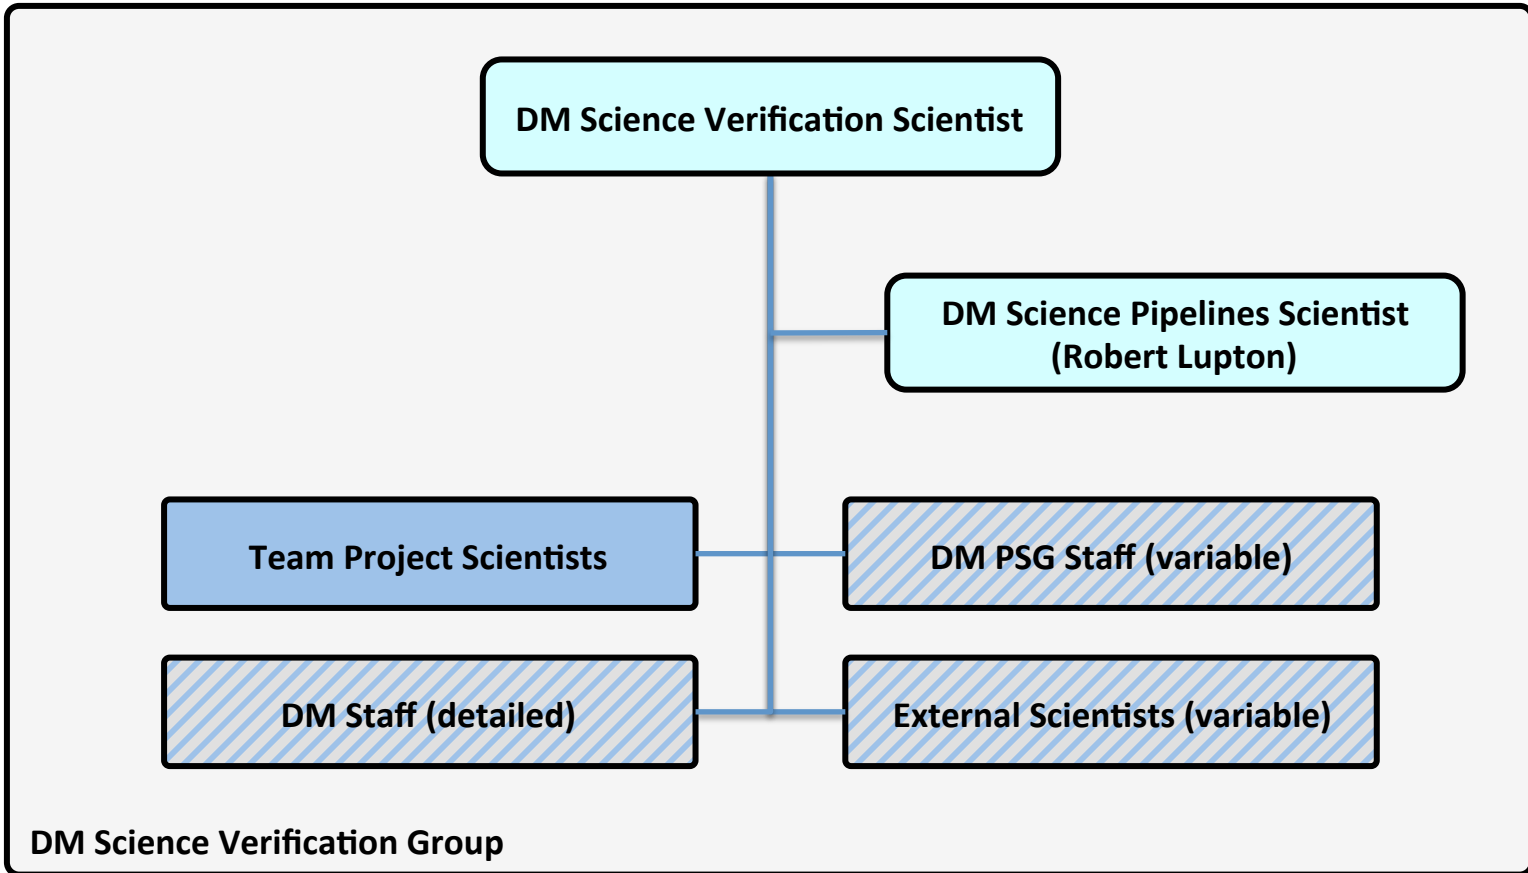 DM Science Verification Scientist
DM Science Pipelines Scientist
(Robert Lupton)
Team Project Scientists
DM PSG Staff (variable)
DM Staff (detailed)
External Scientists (variable)
DM Science Verification Group